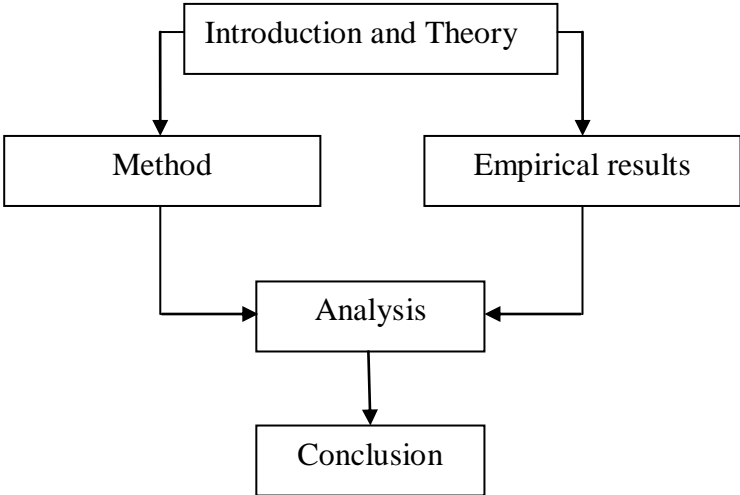 Introduction and Theory
Method
Empirical results
Analysis
Conclusion